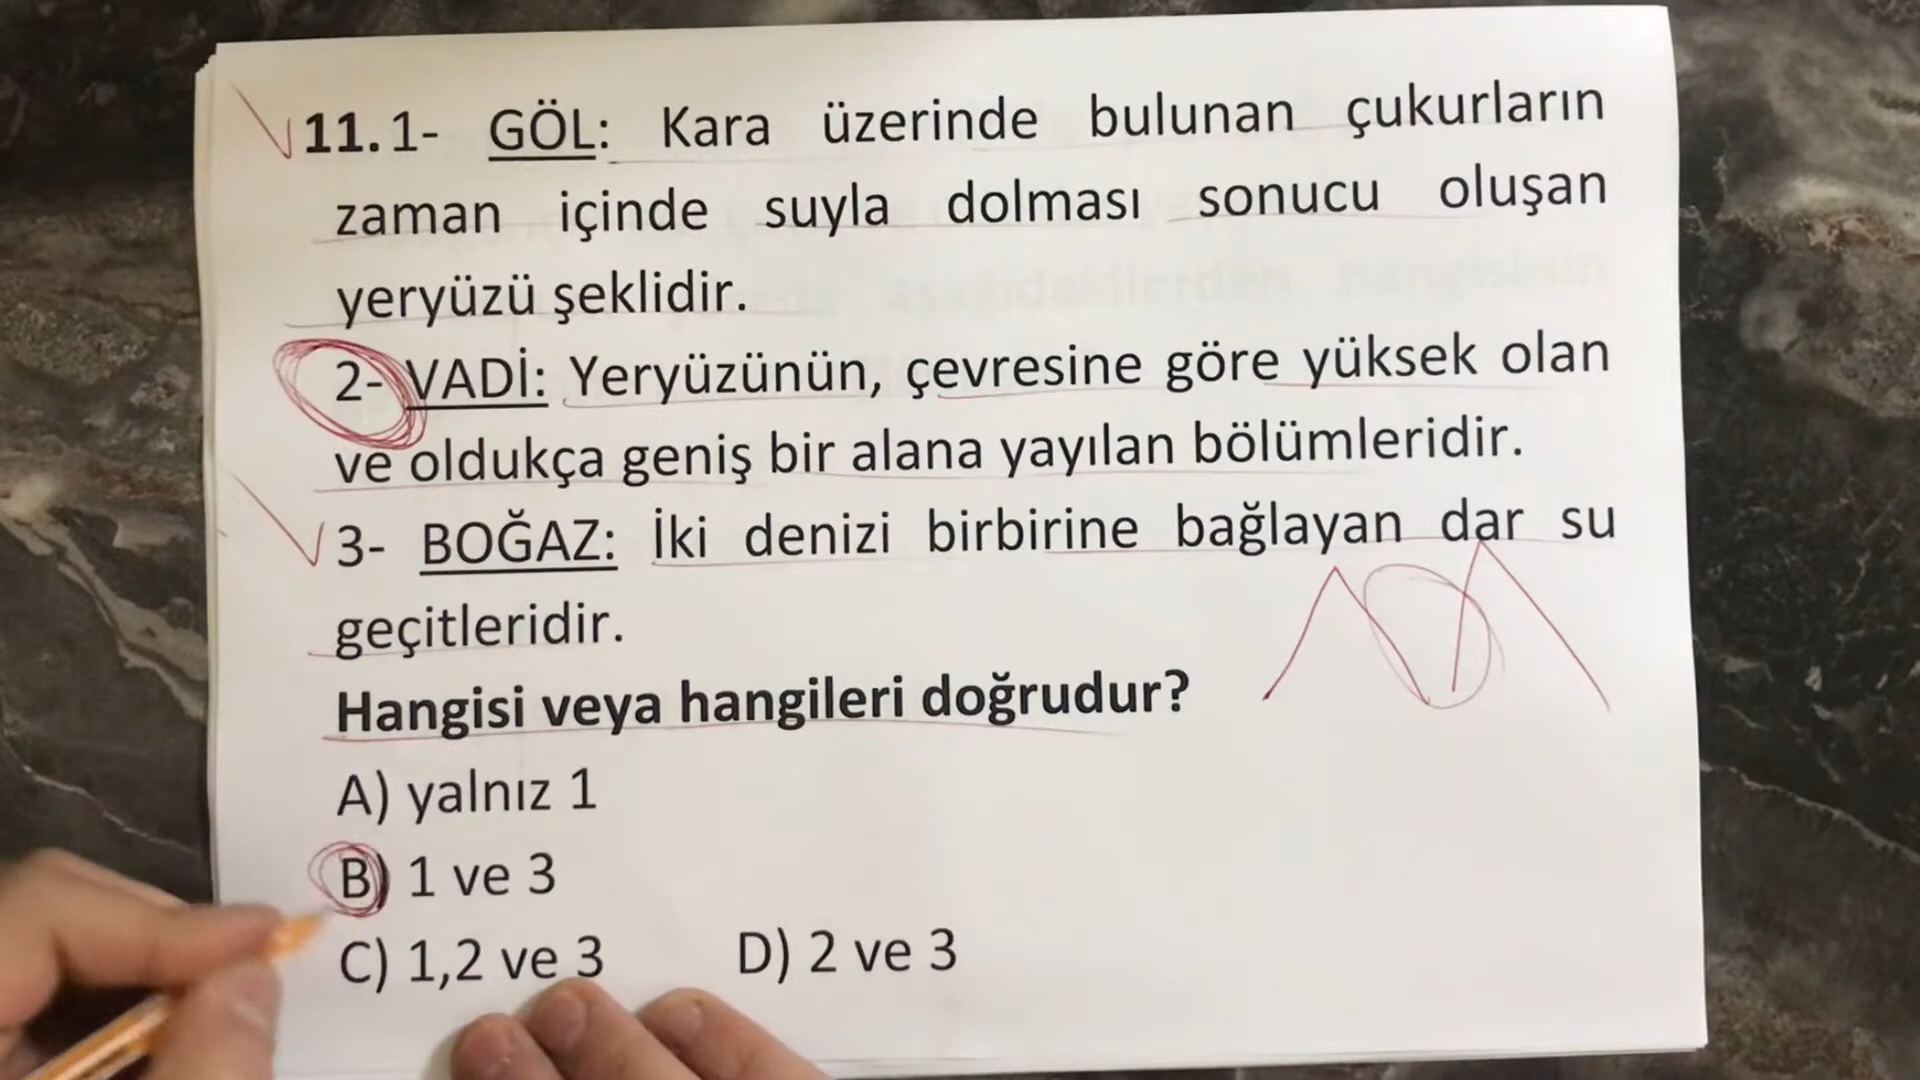 11. 1- GÖL: Kara üzerinde bulunan çukurların
zaman içinde suyla dolması sonucu oluşan
yeryüzü şeklidir.
2- VADİ: Yeryüzünün, çevresine göre yüksek olan
ve oldukça geniş bir alana yayılan bölümleridir.
3- BOĞAZ: İki denizi birbirine bağlayan dar su
geçitleridir.
Hangisi veya hangileri doğrudur?
A) yalnız 1
B) 1 ve 3
C) 1,2 ve 3 D) 2 ve 3